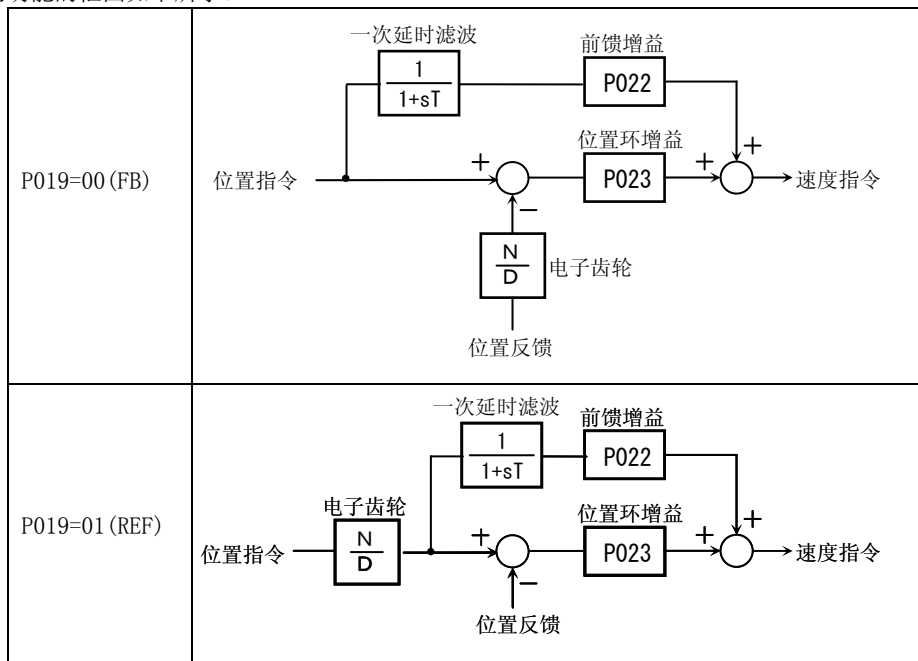 一次延时滤波
前馈增益
1
1+sT
P022
+
位置环增益
P019=00(FB)
位置指令
+
P023
+
速度指令
−
N
D
电子齿轮
位置反馈
一次延时滤波
前馈增益
1
1+sT
P022
+
电子齿轮
位置环增益
P019=01(REF)
位置指令
N
D
+
P023
+
速度指令
−
位置反馈